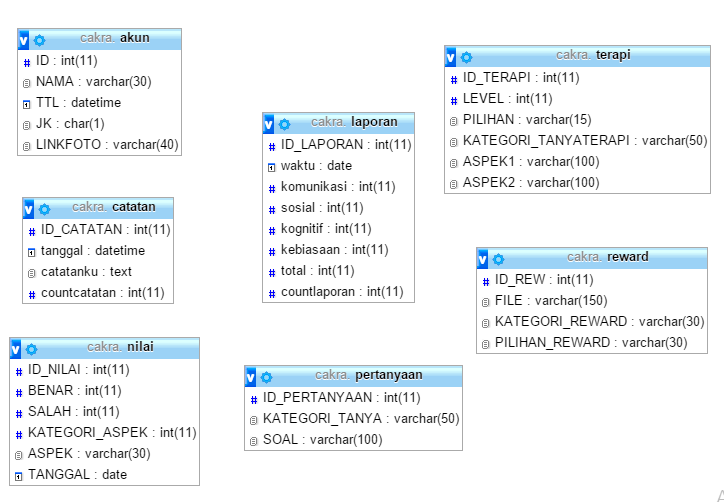 cakra. akun
ID : int(11)
NAMA : varchar(30)
TTL : datetime
JK : char(1)
LINKFOTO : varchar(40)
cakra. terapi
ID_TERAPI : int(11)
LEVEL : int(11)
PILIHAN : varchar(15)
KATEGORI_TANYATERAPI : varchar(50)
ASPEK1 : varchar(100)
ASPEK2 : varchar(100)
cakra. laporan
ID_LAPORAN : int(11)
waktu : date
komunikasi : int(11)
sosial : int(11)
kognitif : int(11)
kebiasaan : int(11)
total : int(11)
countlaporan : int(11)
cakra. catatan
ID_CATATAN : int(11)
tanggal : datetime
catatanku : text
countcatatan : int(11)
cakra. reward
ID_REW : int(11)
FILE : varchar(150)
KATEGORI_REWARD : varchar(30)
PILIHAN_REWARD : varchar(30)
cakra. nilai
ID_NILAI : int(11)
BENAR : int(11)
SALAH : int(11)
KATEGORI_ASPEK : int(11)
ASPEK : varchar(30)
TANGGAL : date
cakra. pertanyaan
ID_PERTANYAAN : int(11)
KATEGORI_TANYA : varchar(50)
SOAL : varchar(100)